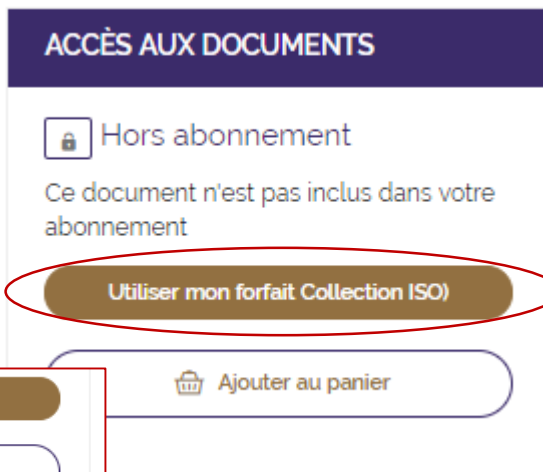 ACCÈS AUX DOCUMENTS
Hors abonnement
Ce document n'est pas inclus dans votre
abonnement
Utiliser mon forfait Collection ISO)
Ajouter au panier